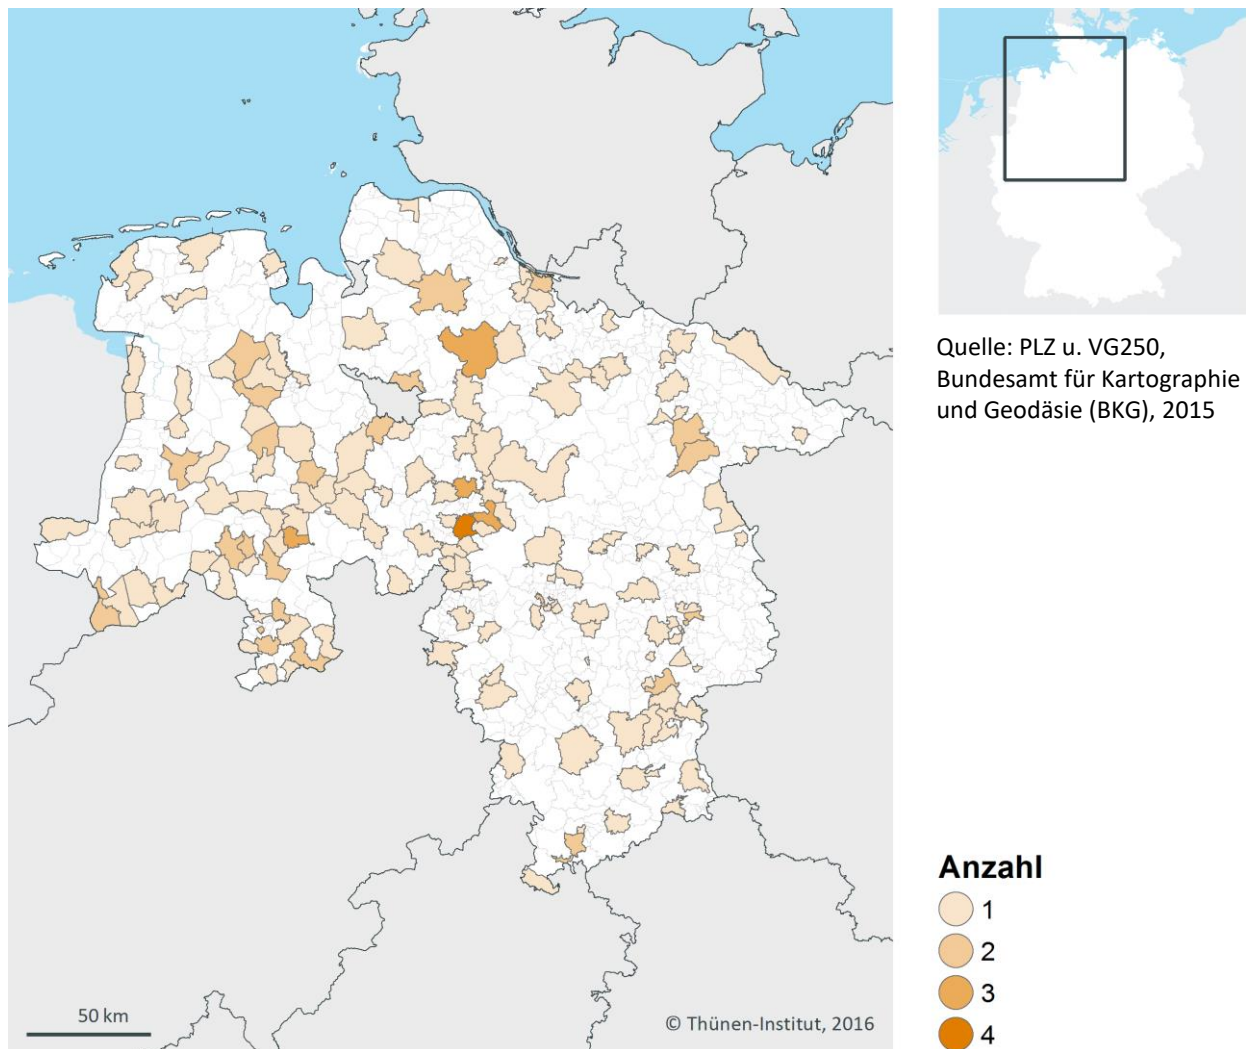 Quelle: PLZ u. VG250,
Bundesamt für Kartographie
und Geodäsie (BKG), 2015
Anzahl
1
2
3
4
50 km
© Thünen-Institut, 2016